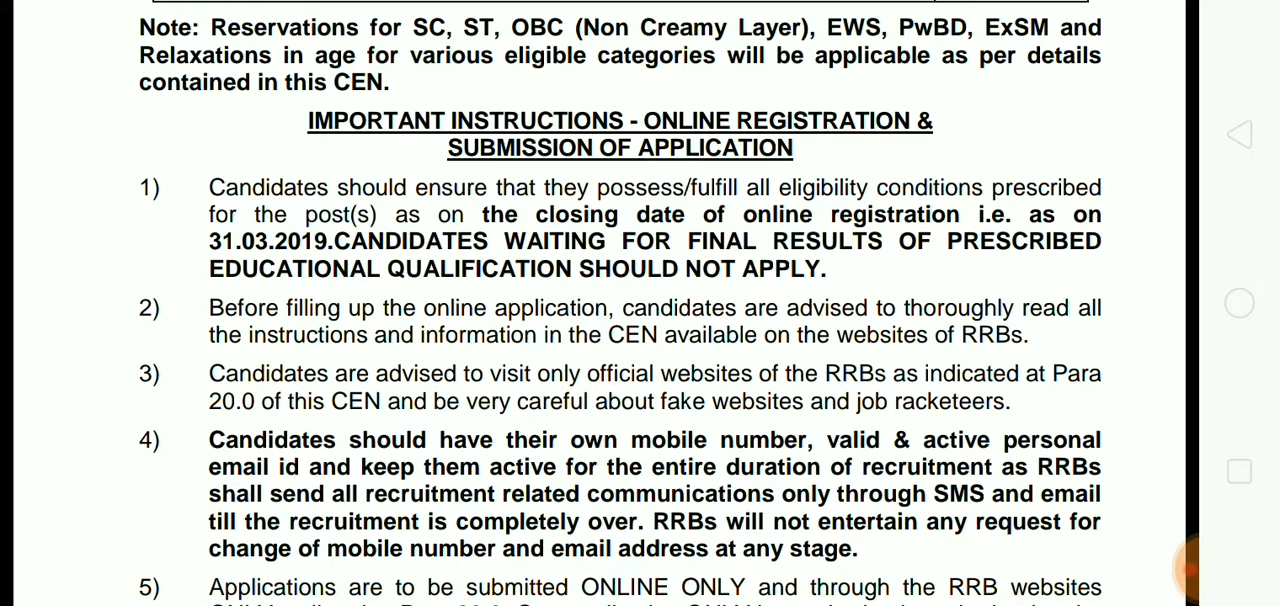 Note: Reservations for SC, ST, OBC (Non Creamy Layer), EWS, PwBD, ExSM and
Relaxations in age for various eligible categories will be applicable as per details
contained in this CEN.
IMPORTANT INSTRUCTIONS - ONLINE REGISTRATION &
SUBMISSION OF APPLICATION
1) Candidates should ensure that they possess/fulfill all eligibility conditions prescribed
for the post(s) as on the closing date of online registration i.e. as on
31.03.2019.CANDIDATES WAITING FOR FINAL RESULTS OF PRESCRIBED
EDUCATIONAL QUALIFICATION SHOULD NOT APPLY.
2) Before filling up the online application, candidates are advised to thoroughly read all
the instructions and information in the CEN available on the websites of RRBs.
3) Candidates are advised to visit only official websites of the RRBs as indicated at Para
20.0 of this CEN and be very careful about fake websites and job racketeers.
4) Candidates should have their own mobile number, valid & active personal
email id and keep them active for the entire duration of recruitment as RRBs
shall send all recruitment related communications only through SMS and email
till the recruitment is completely over. RRBs will not entertain any request for
change of mobile number and email address at any stage.
5) Applications are to be submitted ONLINE ONLY and through the RRB websites